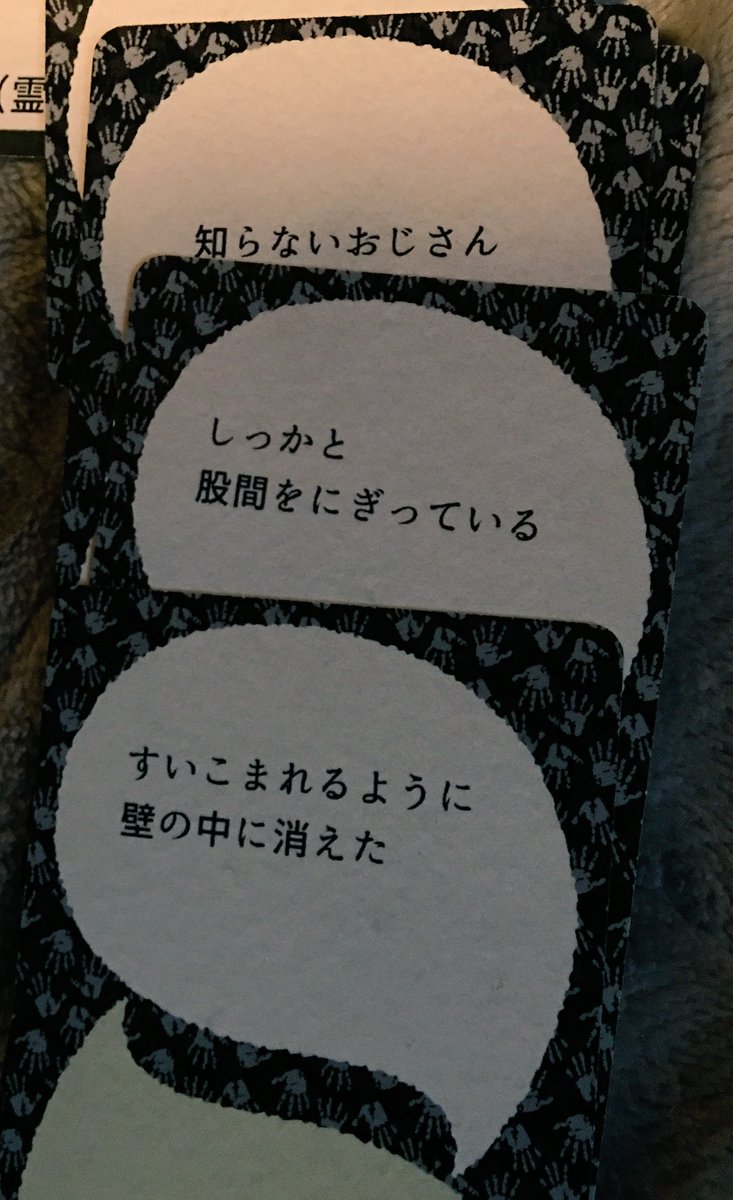 霊)
知らないおじさん
しっかと
股間をにぎっている
すいこまれるように
壁の中に消えた